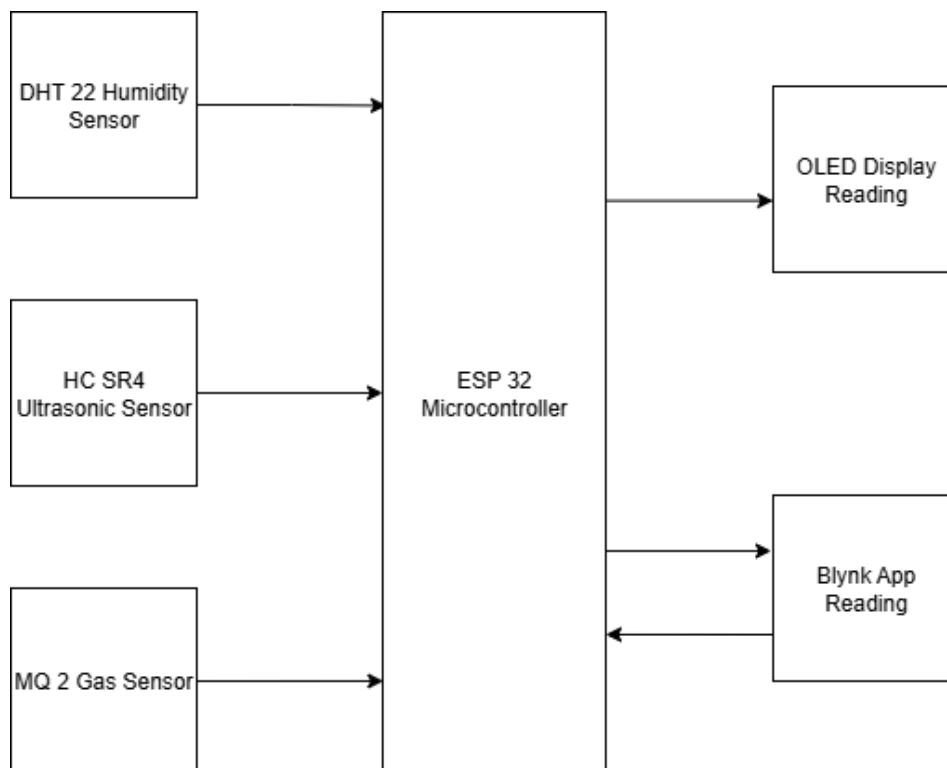 DHT 22 Humidity
Sensor
HC SR4
Ultrasonic Sensor
MQ 2 Gas Sensor
ESP 32
Microcontroller
OLED Display
Reading
Blynk App
Reading